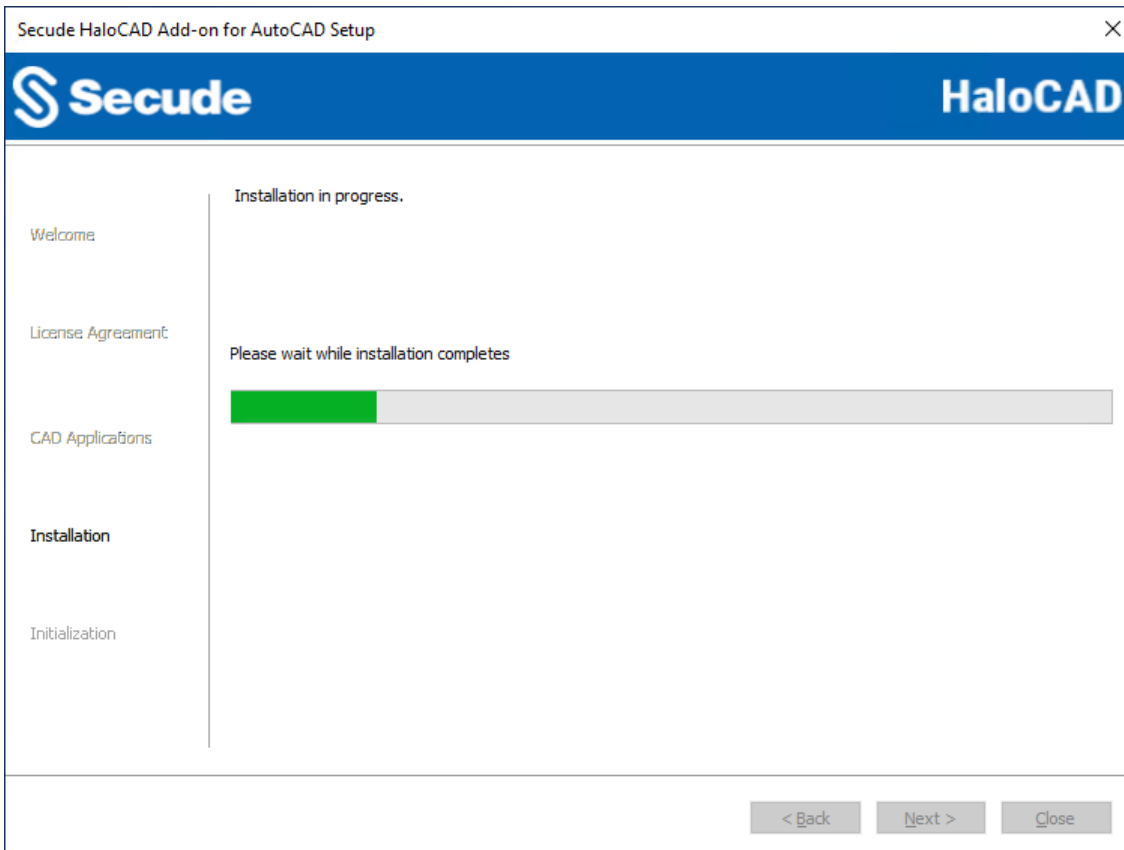 Secude HaloCAD Add-on for AutoCAD Setup
Secude
HaloCAD
Welcome
License Agreement
CAD Applications
Installation
Initialization
Installation in progress.
Please wait while installation completes
< Back
Next >
Close